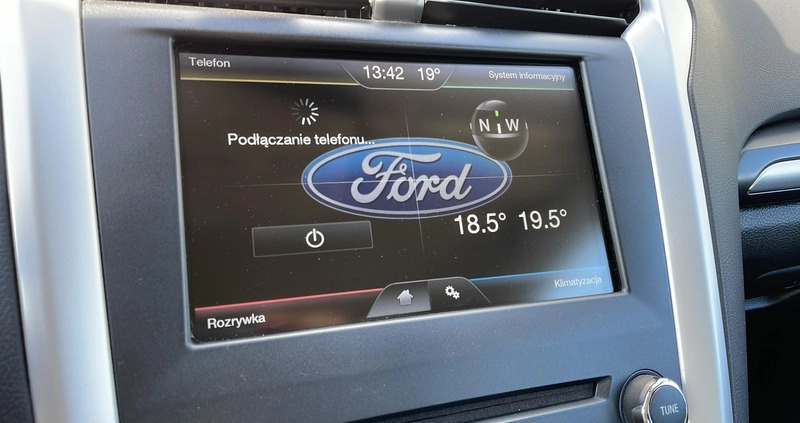 Telefon
13:42 19°
System informacyjny
Podłączanie telefonu...
N W
Ford
18.5° 19.5°
Klimatyzacja
Rozrywka
TUNE